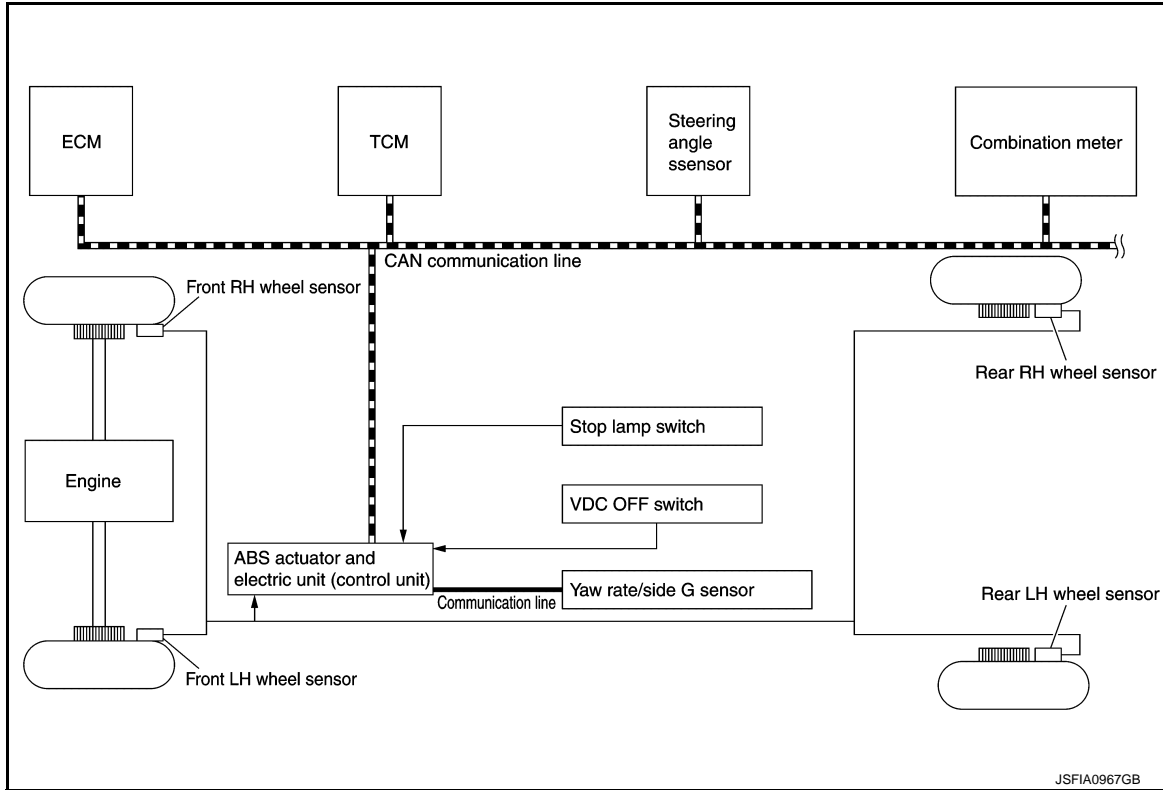 ECM
TCM
Steering
angle
ssensor
Combination meter
CAN communication line
Front RH wheel sensor
Rear RH wheel sensor
Stop lamp switch
Engine
VDC OFF switch
ABS actuator and
electric unit (control unit)
Communication line
Yaw rate/side G sensor
Rear LH wheel sensor
Front LH wheel sensor
JSFIA0967GB